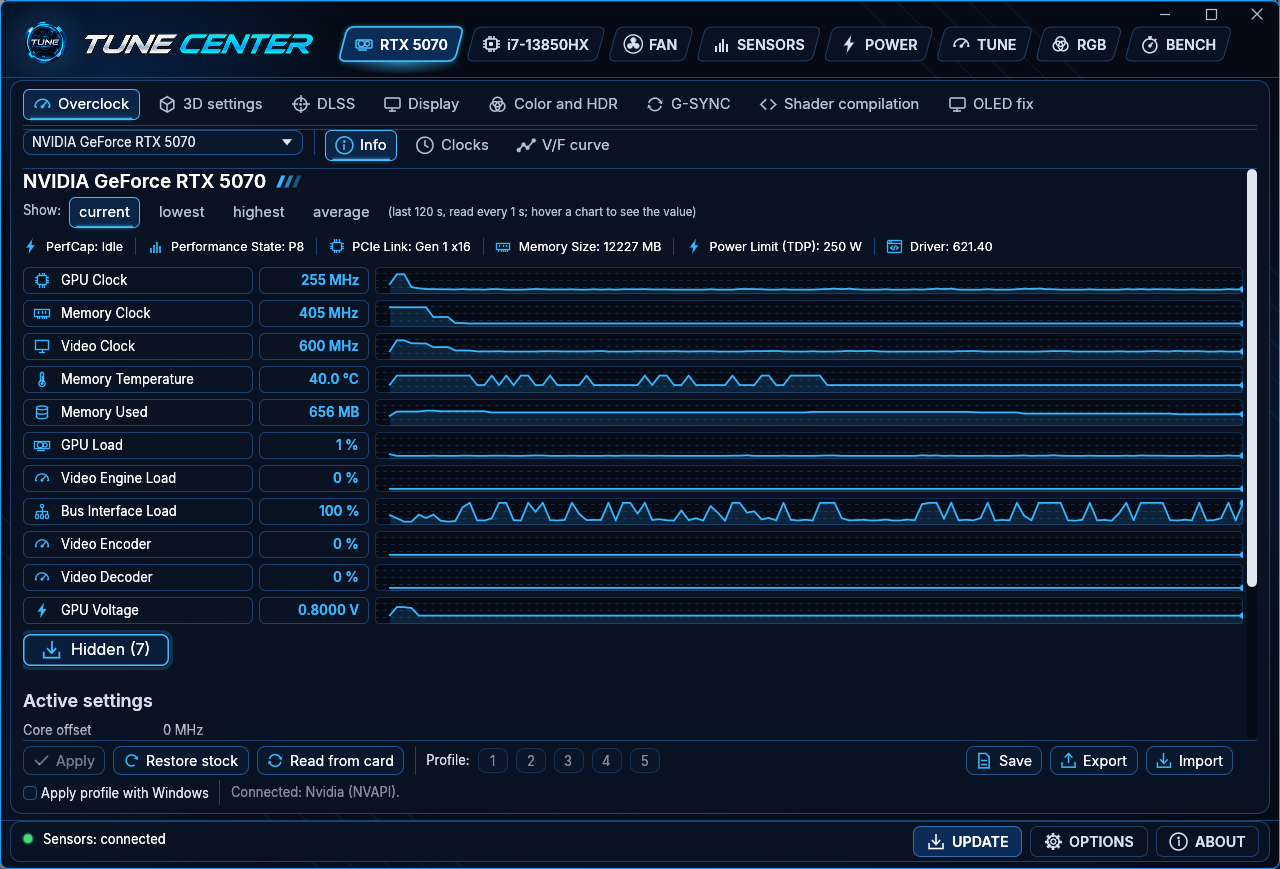 TUNE TUNE CENTER RTX 5070 i7-13850HX FAN SENSORS POWER TUNE RGB BENCH
Overclock 3D settings DLSS Display Color and HDR G-SYNC Shader compilation OLED fix
NVIDIA GeForce RTX 5070 Info Clocks V/F curve
NVIDIA GeForce RTX 5070
Show: current lowest highest average (last 120 s, read every 1 s; hover a chart to see the value)
PerfCap: Idle Performance State: P8 PCIe Link: Gen 1 x16 Memory Size: 12227 MB Power Limit (TDP): 250 W Driver: 621.40
GPU Clock 255 MHz
Memory Clock 405 MHz
Video Clock 600 MHz
Memory Temperature 40.0 °C
Memory Used 656 MB
GPU Load 1 %
Video Engine Load 0 %
Bus Interface Load 100 %
Video Encoder 0 %
Video Decoder 0 %
GPU Voltage 0.8000 V
Hidden (7)
Active settings
Core offset 0 MHz
Apply Restore stock Read from card Profile: 1 2 3 4 5 Save Export Import
Apply profile with Windows Connected: Nvidia (NVAPI).
Sensors: connected UPDATE OPTIONS ABOUT